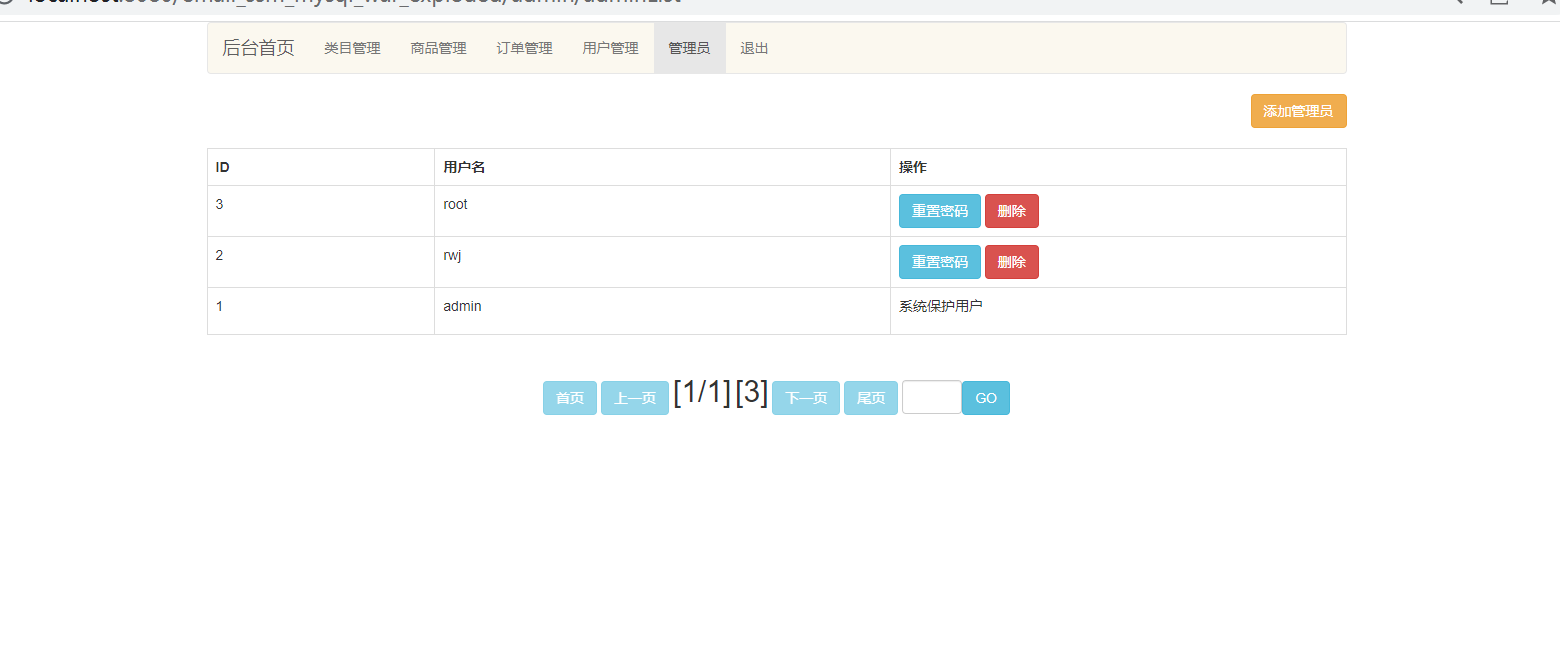 后台首页 类目管理 商品管理 订单管理 用户管理 管理员 退出
添加管理员
ID 用户名 操作
3 root 重置密码 删除
2 rwj 重置密码 删除
1 admin 系统保护用户
首页 上一页 [1/1] [3] 下一页 尾页 GO